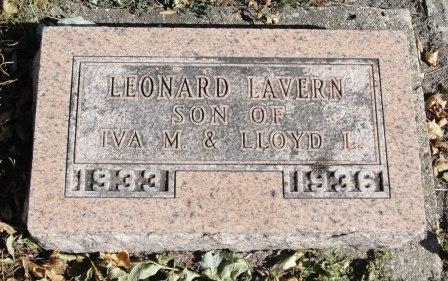 LEONARD LAVERN
SON OF
IVA M. & LLOYD L.
1933 1936